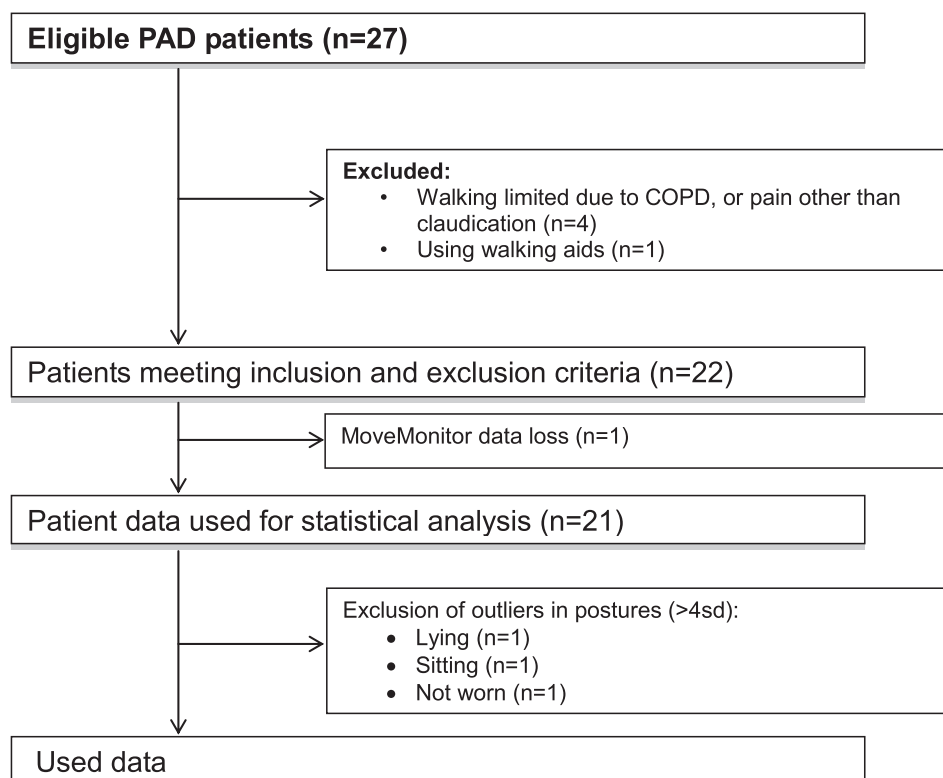 Eligible PAD patients (n=27)
Excluded:
• Walking limited due to COPD, or pain other than
claudication (n=4)
• Using walking aids (n=1)
Patients meeting inclusion and exclusion criteria (n=22)
MoveMonitor data loss (n=1)
Patient data used for statistical analysis (n=21)
Exclusion of outliers in postures (>4sd):
• Lying (n=1)
• Sitting (n=1)
• Not worn (n=1)
Used data